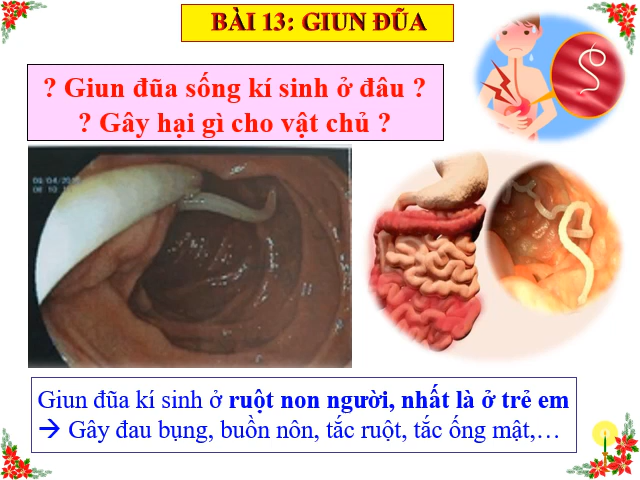 BÀI 13: GIUN ĐŨA
? Giun đũa sống kí sinh ở đâu ?
? Gây hại gì cho vật chủ ?
Giun đũa kí sinh ở ruột non người, nhất là ở trẻ em
→ Gây đau bụng, buồn nôn, tắc ruột, tắc ống mật,…